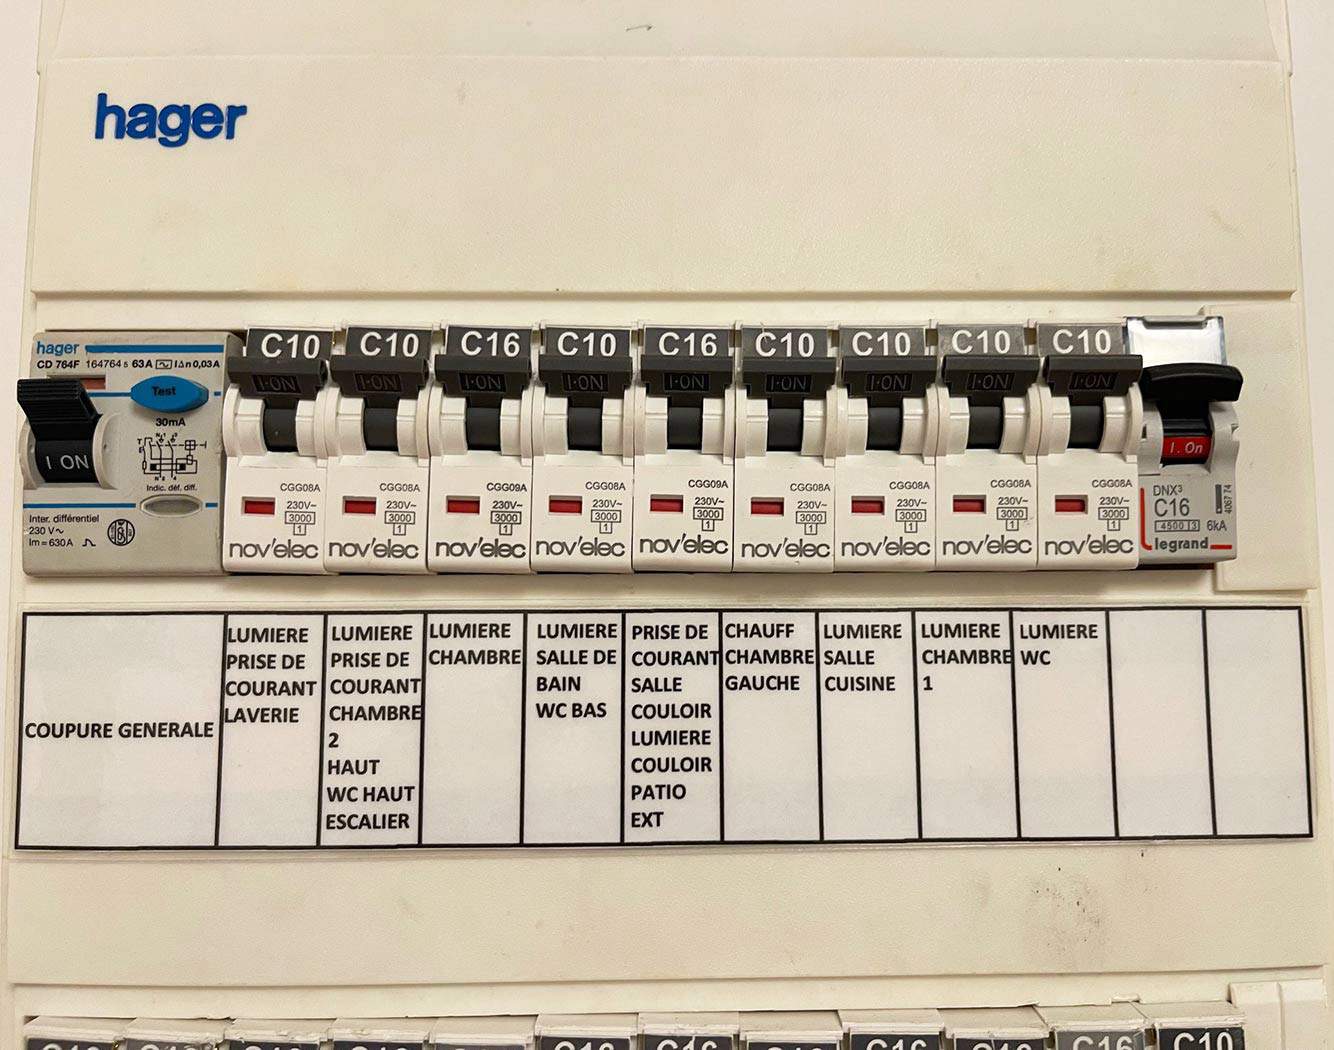 hager
hager
CD 764F 164764 63A IΔn 0,03A
Test
30mA
I ON
Indic. déf. diff.
Inter. différentiel
230 V~
Im = 630 A
C10
I·ON
CGG08A
230V~
3000
1
nov'elec
C10
I·ON
CGG08A
230V~
3000
1
nov'elec
C16
I·ON
CGG09A
230V~
3000
1
nov'elec
C10
I·ON
CGG08A
230V~
3000
1
nov'elec
C16
I·ON
CGG09A
230V~
3000
1
nov'elec
C10
I·ON
CGG08A
230V~
3000
1
nov'elec
C10
I·ON
CGG08A
230V~
3000
1
nov'elec
C10
I·ON
CGG08A
230V~
3000
1
nov'elec
C10
I·ON
CGG08A
230V~
3000
1
nov'elec
I. On
DNX³
C16
4500 3 6kA
4067 74
legrand
COUPURE GENERALE
LUMIERE
PRISE DE
COURANT
LAVERIE
LUMIERE
PRISE DE
COURANT
CHAMBRE
2
HAUT
WC HAUT
ESCALIER
LUMIERE
CHAMBRE
LUMIERE
SALLE DE
BAIN
WC BAS
PRISE DE
COURANT
SALLE
COULOIR
LUMIERE
COULOIR
PATIO
EXT
CHAUFF
CHAMBRE
GAUCHE
LUMIERE
SALLE
CUISINE
LUMIERE
CHAMBRE
1
LUMIERE
WC
C16
C10